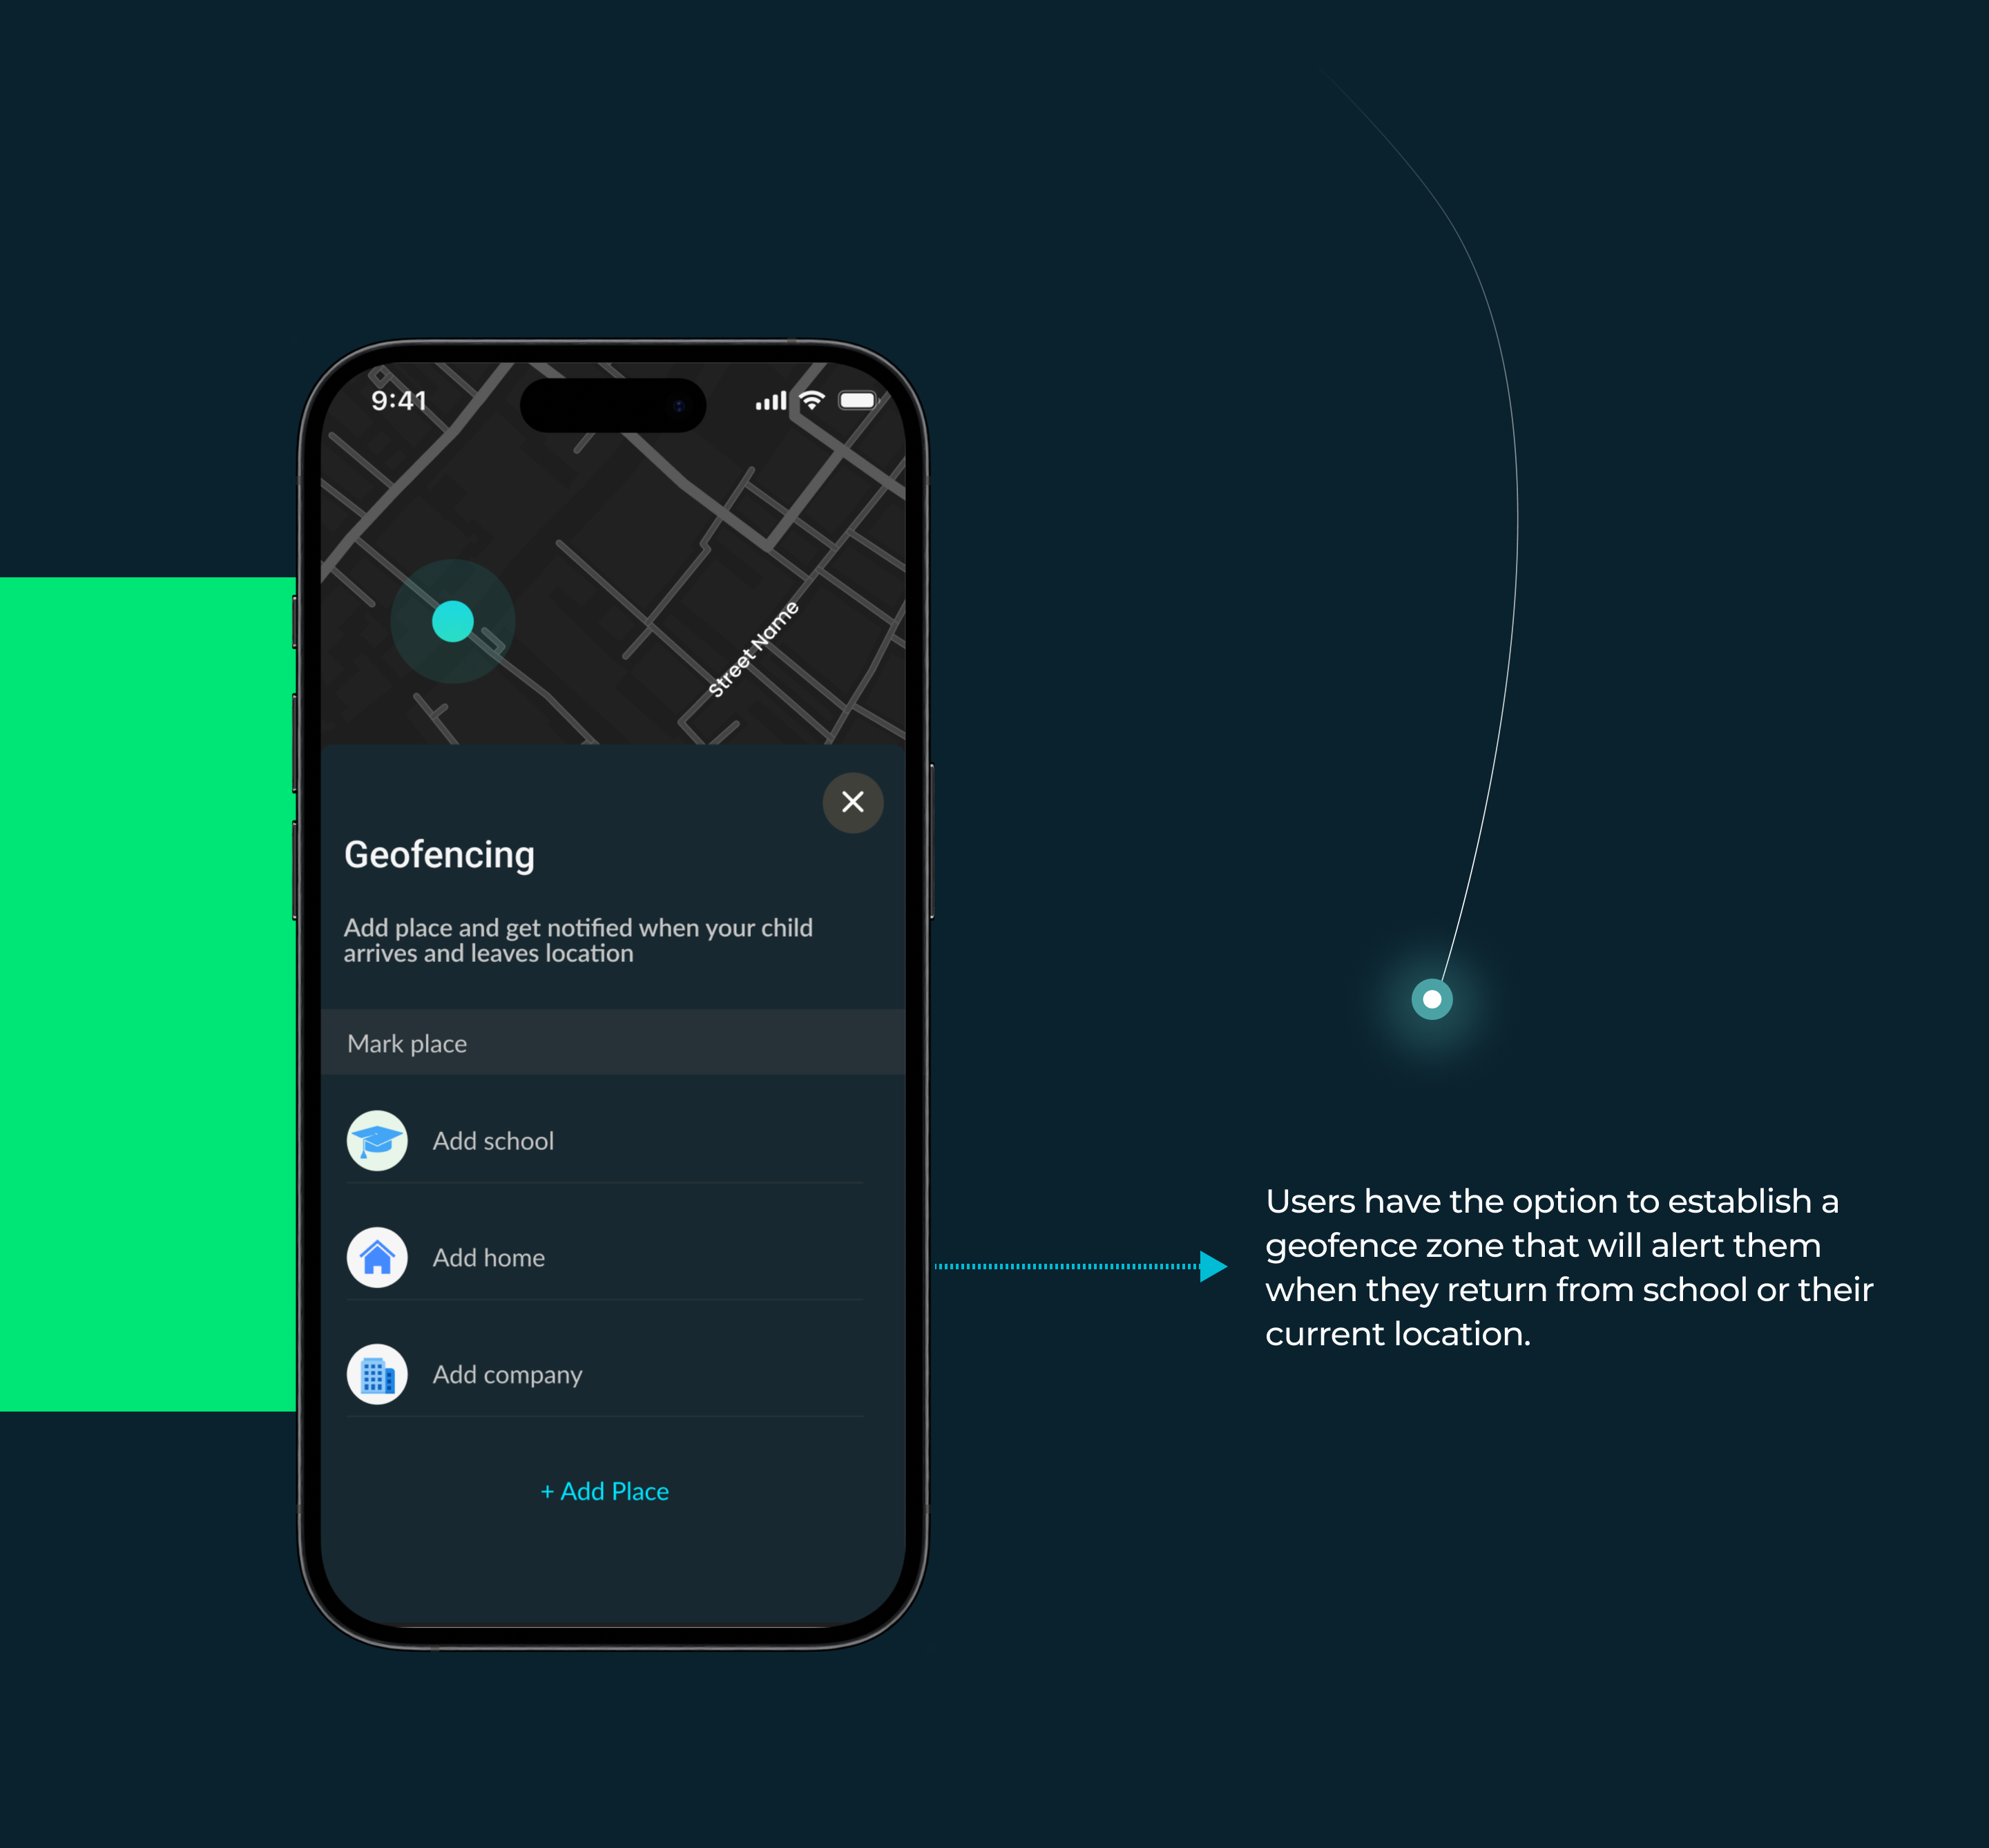 9:41
Street Name
Geofencing
Add place and get notified when your child
arrives and leaves location
Mark place
Add school
Add home
Add company
+ Add Place
Users have the option to establish a
geofence zone that will alert them
when they return from school or their
current location.